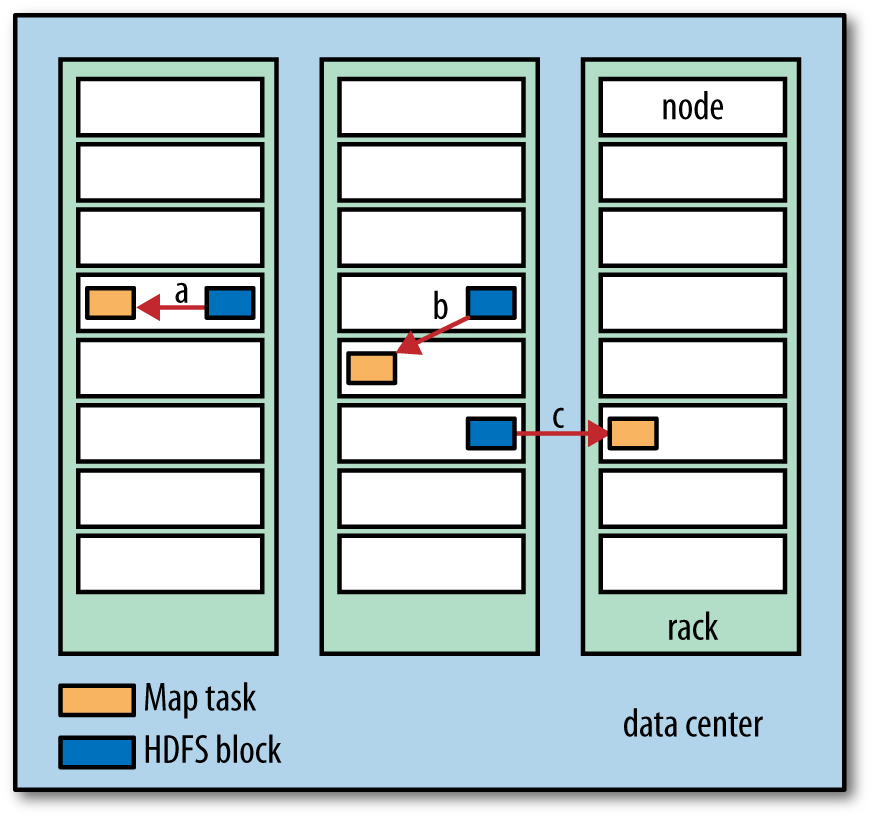 node
a
b
c
rack
Map task
data center
HDFS block